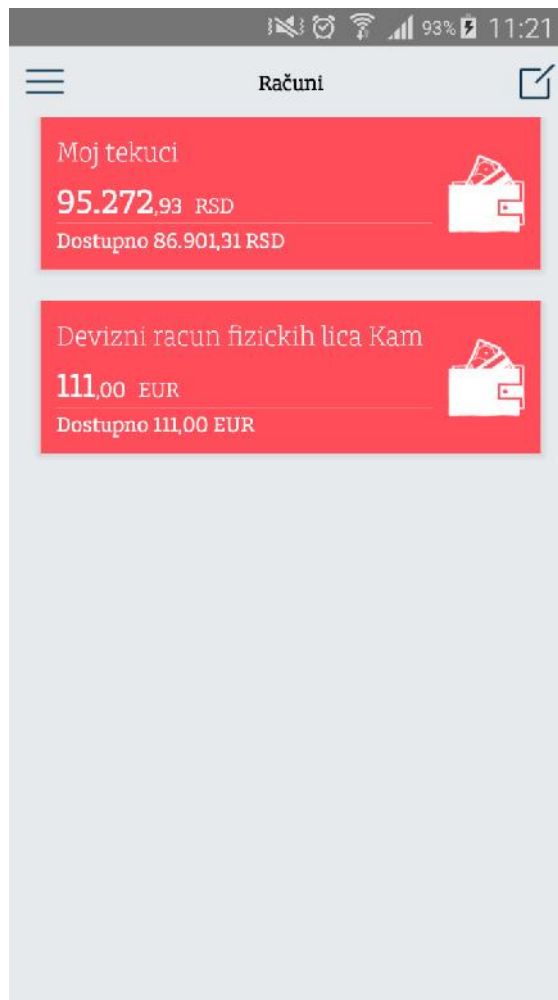 93% 11:21
Računi
Moj tekuci
95.272,93 RSD
Dostupno 86.901,31 RSD
Devizni racun fizickih lica Kam
111,00 EUR
Dostupno 111,00 EUR